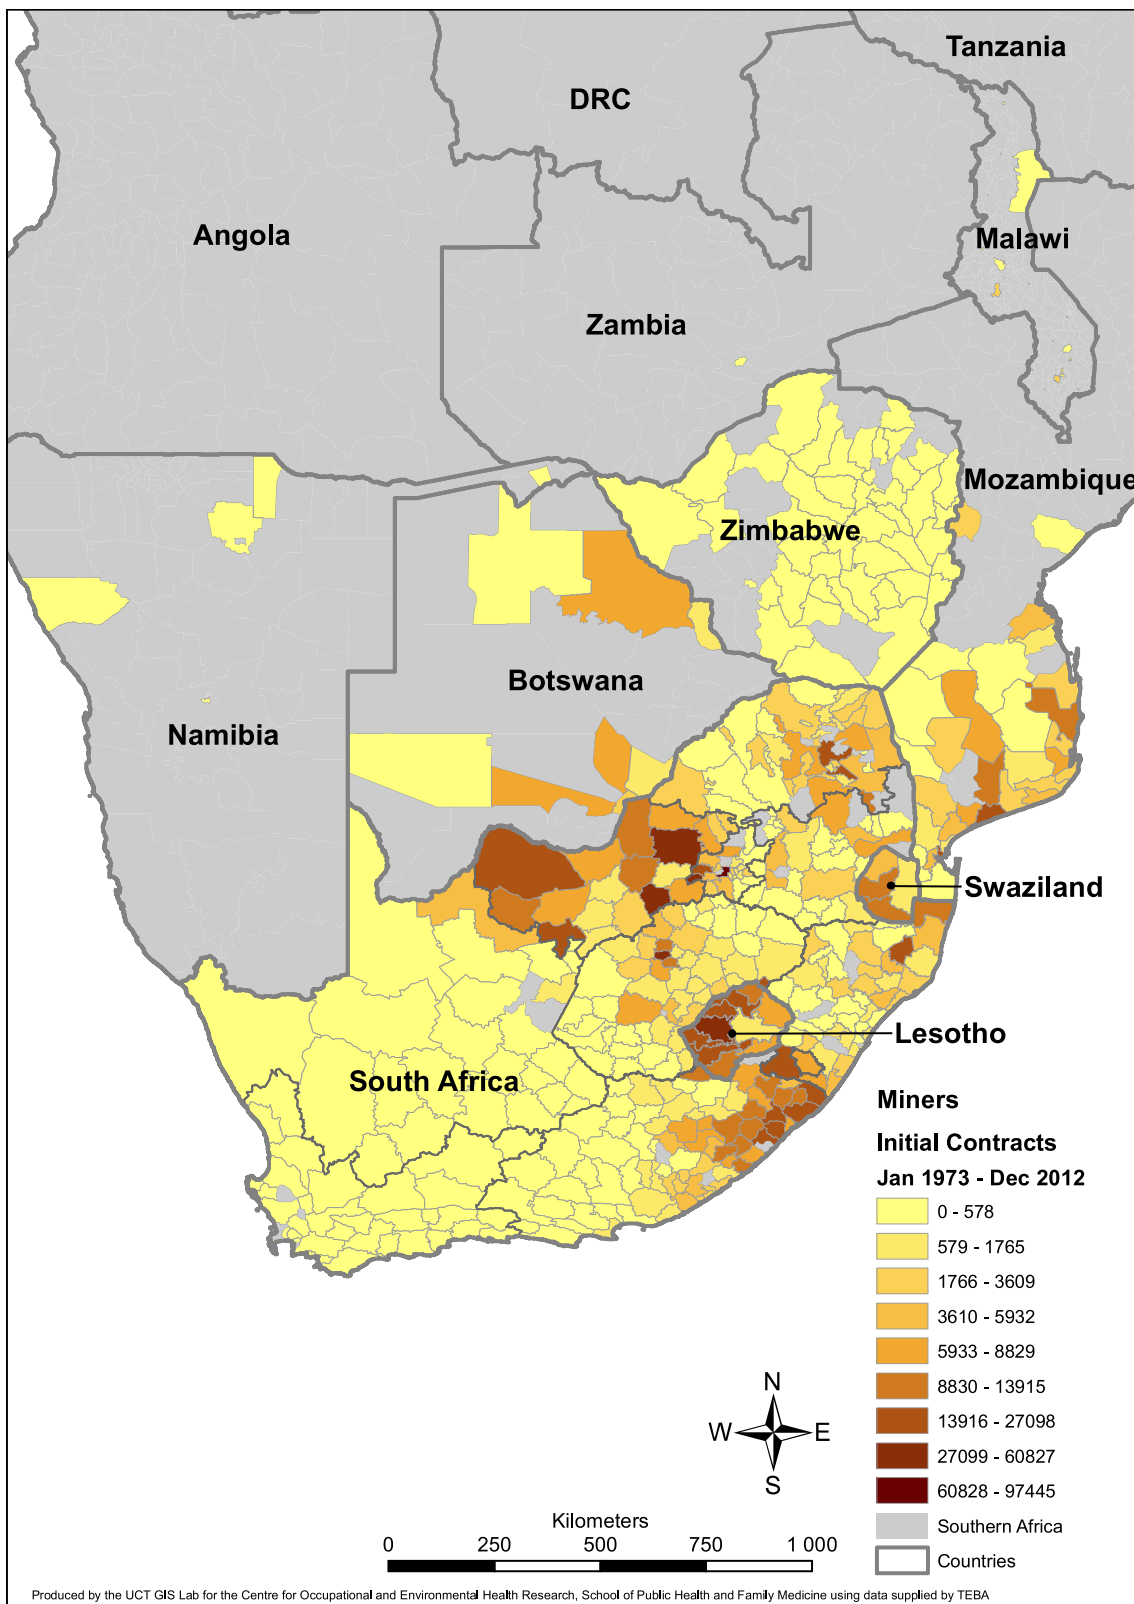 Tanzania
DRC
Angola
Malawi
Zambia
Mozambique
Zimbabwe
Botswana
Namibia
Swaziland
Lesotho
South Africa
Miners
Initial Contracts
Jan 1973 - Dec 2012
0 - 578
579 - 1765
1766 - 3609
3610 - 5932
5933 - 8829
8830 - 13915
13916 - 27098
27099 - 60827
60828 - 97445
Southern Africa
Countries
N
W E
S
Kilometers
0 250 500 750 1 000
Produced by the UCT GIS Lab for the Centre for Occupational and Environmental Health Research, School of Public Health and Family Medicine using data supplied by TEBA